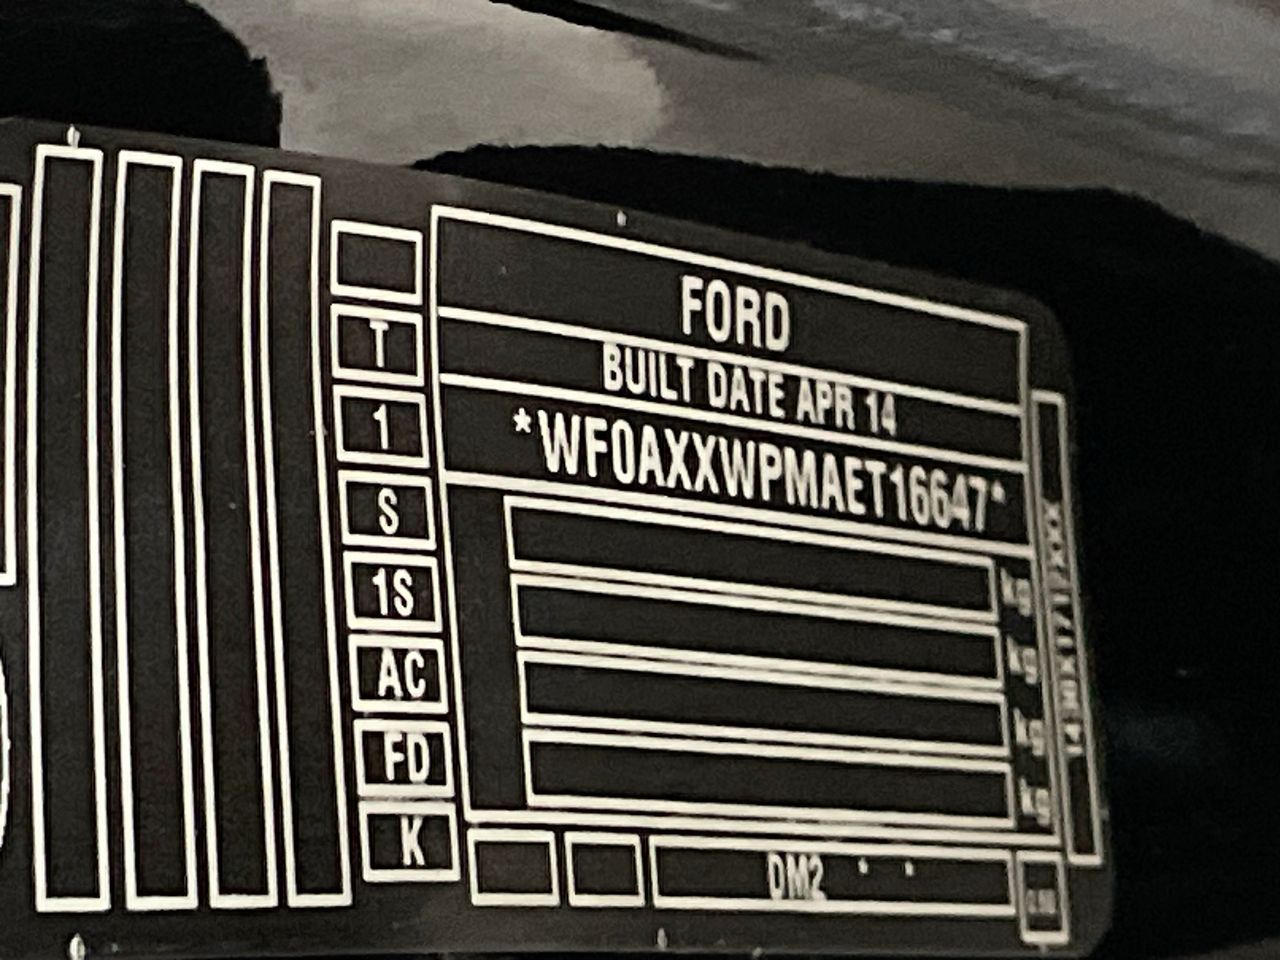 FORD
BUILT DATE APR 14
*WF0AXXWPMAET16647*
T
1
S
1S
AC
FD
K
kg
kg
kg
kg
DM2